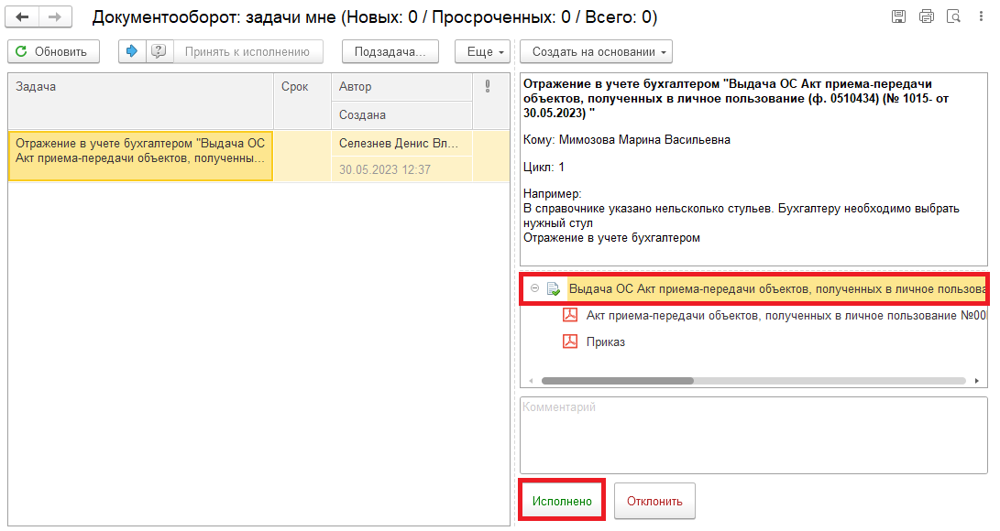 Документооборот: задачи мне (Новых: 0 / Просроченных: 0 / Всего: 0)
Обновить
Принять к исполнению
Подзадача...
Еще
Создать на основании
Задача
Срок
Автор
Создана
Отражение в учете бухгалтером "Выдача ОС
Акт приема-передачи объектов, полученны...
Селезнев Денис Вл...
30.05.2023 12:37
Отражение в учете бухгалтером "Выдача ОС Акт приема-передачи
объектов, полученных в личное пользование (ф. 0510434) (№ 1015- от
30.05.2023) "
Кому: Мимозова Марина Васильевна
Цикл: 1
Например:
В справочнике указано нельсколько стульев. Бухгалтеру необходимо выбрать
нужный стул
Отражение в учете бухгалтером
Выдача ОС Акт приема-передачи объектов, полученных в личное пользова
Акт приема-передачи объектов, полученных в личное пользование №00
Приказ
Комментарий
Исполнено
Отклонить